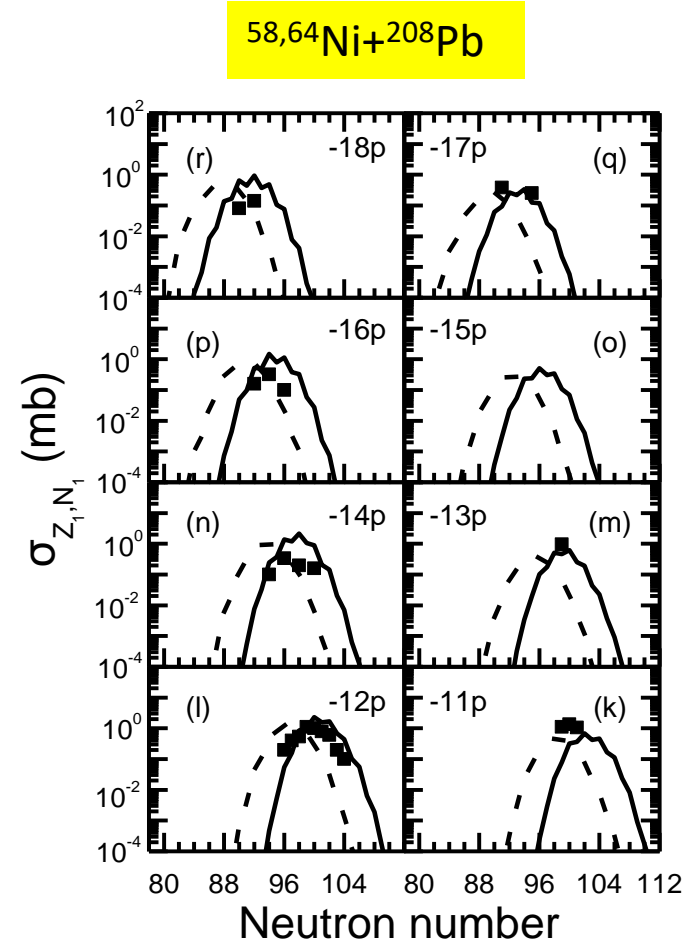 58,64Ni+208Pb
10^2
(r) -18p -17p (q)
10^0
10^-2
10^-4
(p) -16p -15p (o)
10^0
10^-2
10^-4
(n) -14p -13p (m)
10^0
10^-2
10^-4
(l) -12p -11p (k)
10^0
10^-2
10^-4
σ_Z1,N1 (mb)
80 88 96 104 80 88 96 104 112
Neutron number